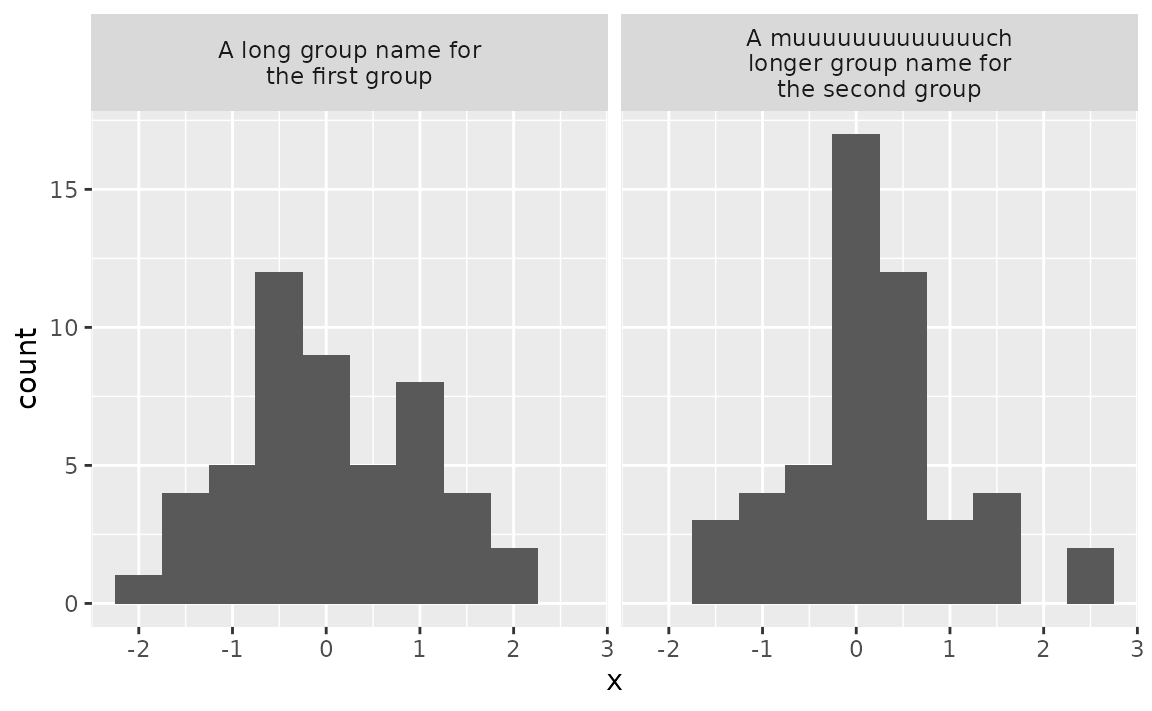 A long group name for
the first group
A muuuuuuuuuuuuuch
longer group name for
the second group
count
15
10
5
0
-2 -1 0 1 2 3
-2 -1 0 1 2 3
x